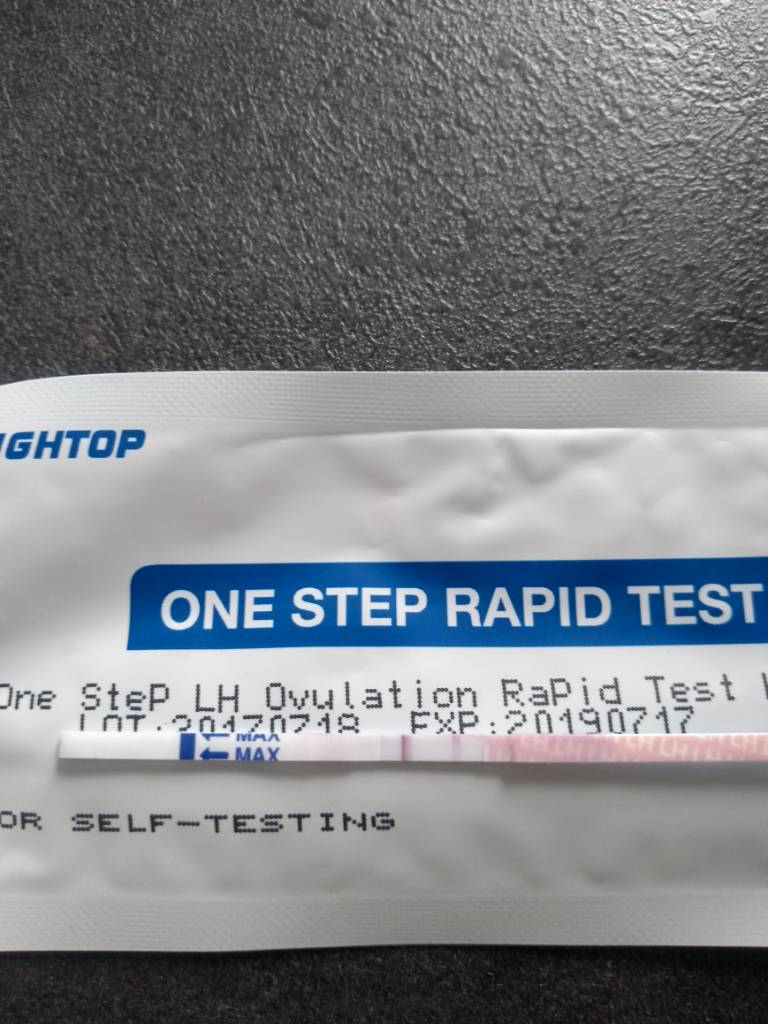 IGHTOP
ONE STEP RAPID TEST
One SteP LH Ovulation RaPid Test
LOT:20170718 EXP:20190717
MAX
MAX
OR SELF-TESTING